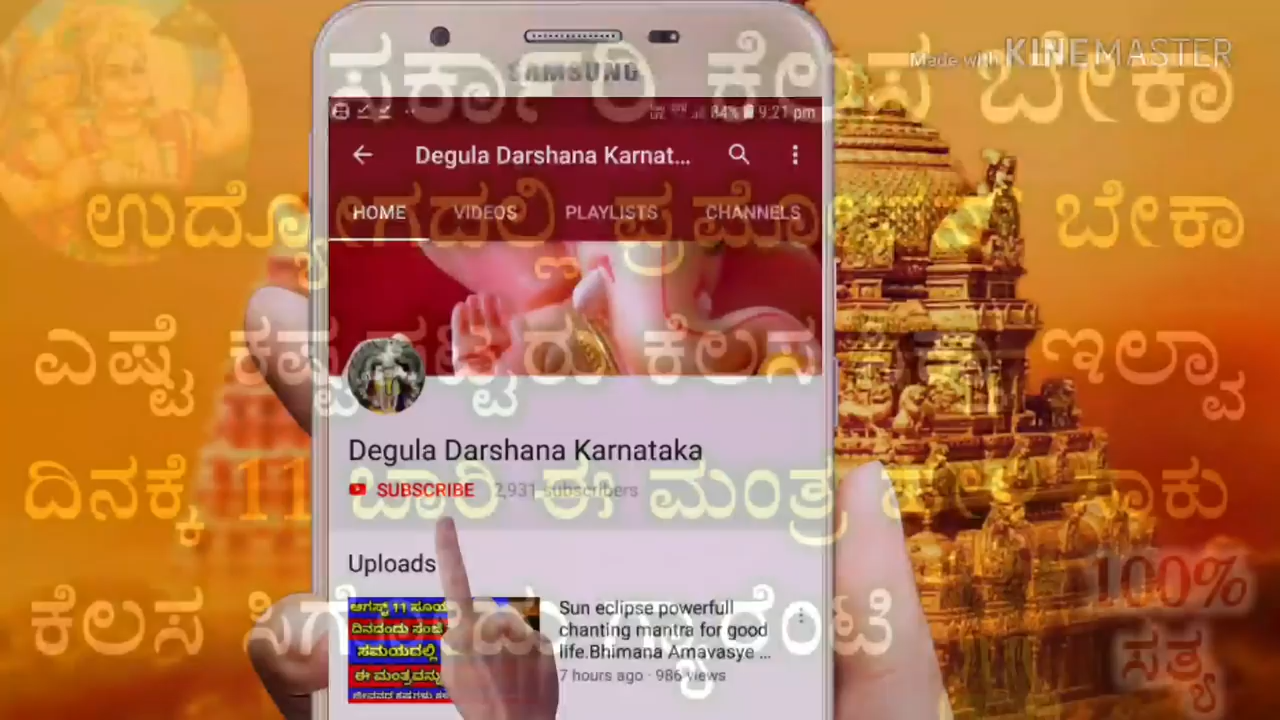 Made with KINEMASTER
SAMSUNG
ಸರ್ಕಾರಿ ಕೆಲಸ ಬೇಕಾ
84% 9:21 pm
Degula Darshana Karnat...
HOME VIDEOS PLAYLISTS CHANNELS
ಉದ್ಯೋಗದಲ್ಲಿ ಬೇಕಾ
ಎಷ್ಟೆ ಕಷ್ಟಪಟ್ಟರು ಕೆಲಸ ಇಲ್ವಾ
Degula Darshana Karnataka
SUBSCRIBE 2,931 subscribers
ದಿನಕ್ಕೆ 11 ಬಾರಿ ಈ ಮಂತ್ರ ಸಾಕು
Uploads
100%
ಸತ್ಯ
ಕೆಲಸ ಗ್ಯಾರೆಂಟಿ
ಆಗಸ್ಟ್ 11 ಸೂರ್ಯ
ದಿನದಂದು ಸಂಜೆ
ಸಮಯದಲ್ಲಿ
ಈ ಮಂತ್ರವನ್ನು
Sun eclipse powerfull
chanting mantra for good
life.Bhimana Amavasye ...
7 hours ago · 986 views